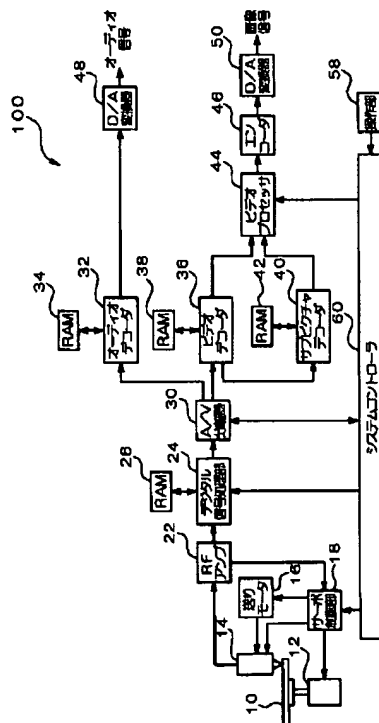 100
34
RAM
32
オーディオ
デコーダ
48
D/A
変換器
オーディオ
信号
38
RAM
36
ビデオ
デコーダ
42
RAM
40
サブピクチャ
デコーダ
44
ビデオ
プロセッサ
46
エン
コーダ
50
D/A
変換器
画像
信号
28
RAM
24
デジタル
信号処理部
30
A/V
22
RF
アンプ
14
16
送り
モータ
18
サーボ
制御部
10
12
58
操作部
60
システムコントローラ